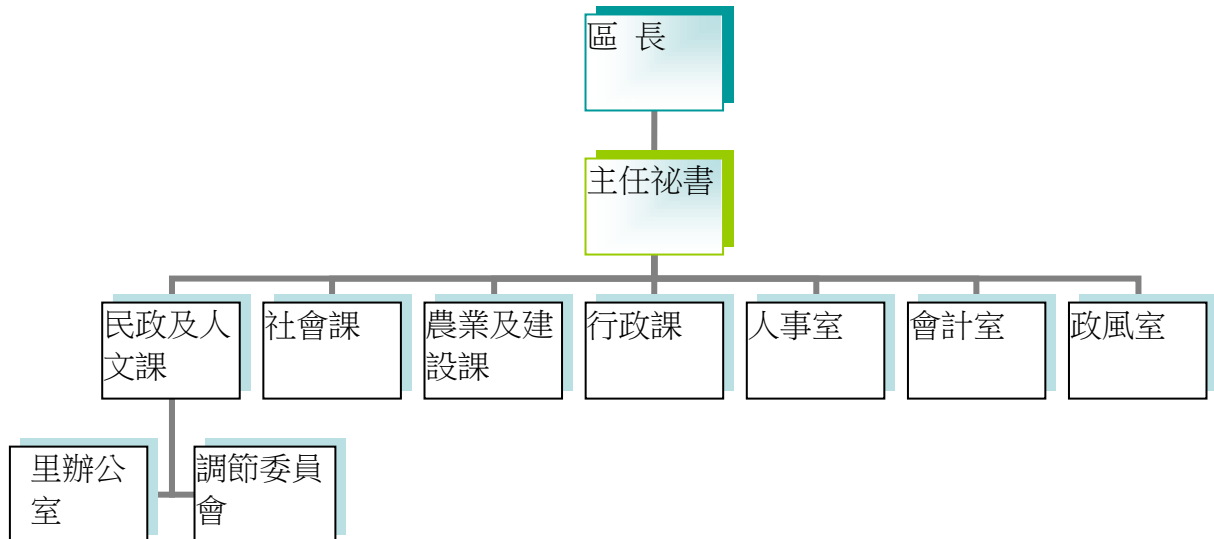 區 長
主任祕書
民政及人
文課
社會課
農業及建
設課
行政課
人事室
會計室
政風室
里辦公
室
調節委員
會